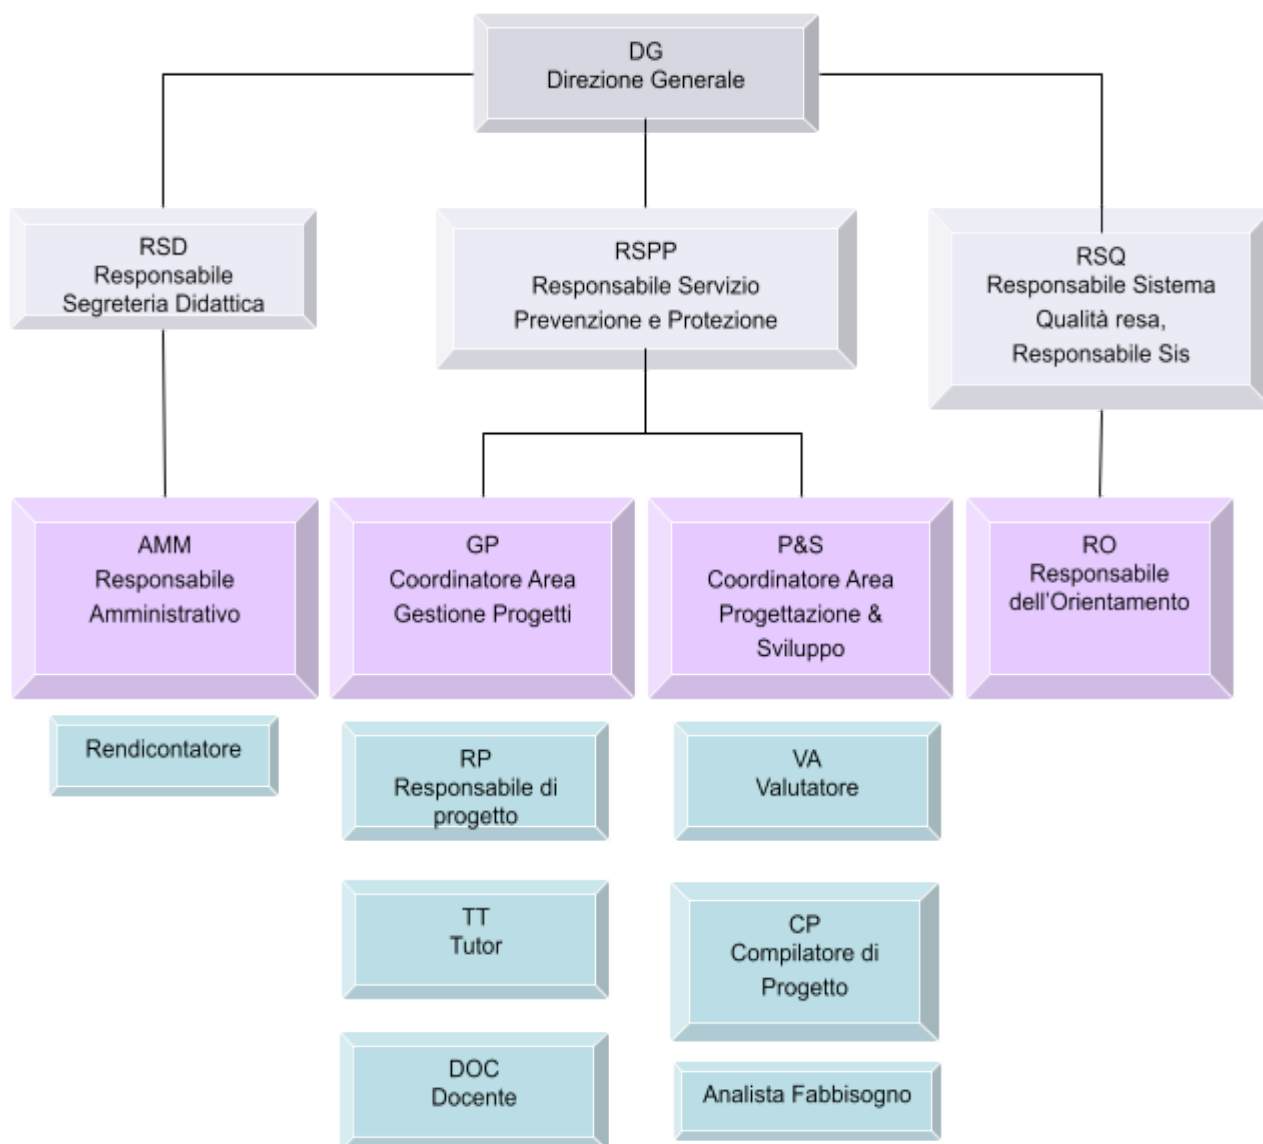 DG
Direzione Generale
RSD
Responsabile
Segreteria Didattica
RSPP
Responsabile Servizio
Prevenzione e Protezione
RSQ
Responsabile Sistema
Qualità resa,
Responsabile Sis
AMM
Responsabile
Amministrativo
GP
Coordinatore Area
Gestione Progetti
P&S
Coordinatore Area
Progettazione &
Sviluppo
RO
Responsabile
dell’Orientamento
Rendicontatore
RP
Responsabile di
progetto
VA
Valutatore
TT
Tutor
CP
Compilatore di
Progetto
DOC
Docente
Analista Fabbisogno